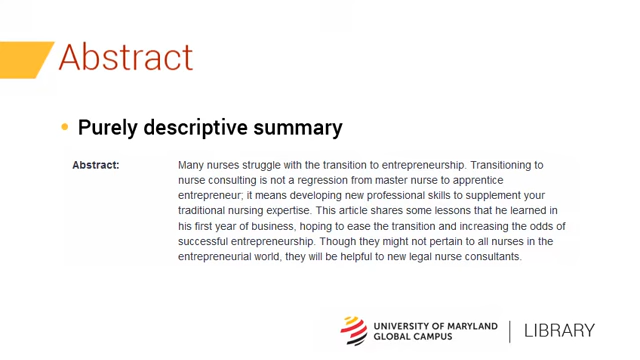 Abstract
• Purely descriptive summary
Abstract: Many nurses struggle with the transition to entrepreneurship. Transitioning to
nurse consulting is not a regression from master nurse to apprentice
entrepreneur; it means developing new professional skills to supplement your
traditional nursing expertise. This article shares some lessons that he learned in
his first year of business, hoping to ease the transition and increasing the odds of
successful entrepreneurship. Though they might not pertain to all nurses in the
entrepreneurial world, they will be helpful to new legal nurse consultants.
UNIVERSITY OF MARYLAND
GLOBAL CAMPUS
LIBRARY